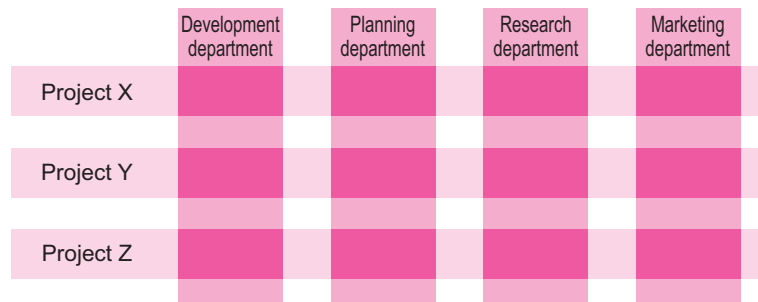 Development
department
Planning
department
Research
department
Marketing
department
Project X
Project Y
Project Z